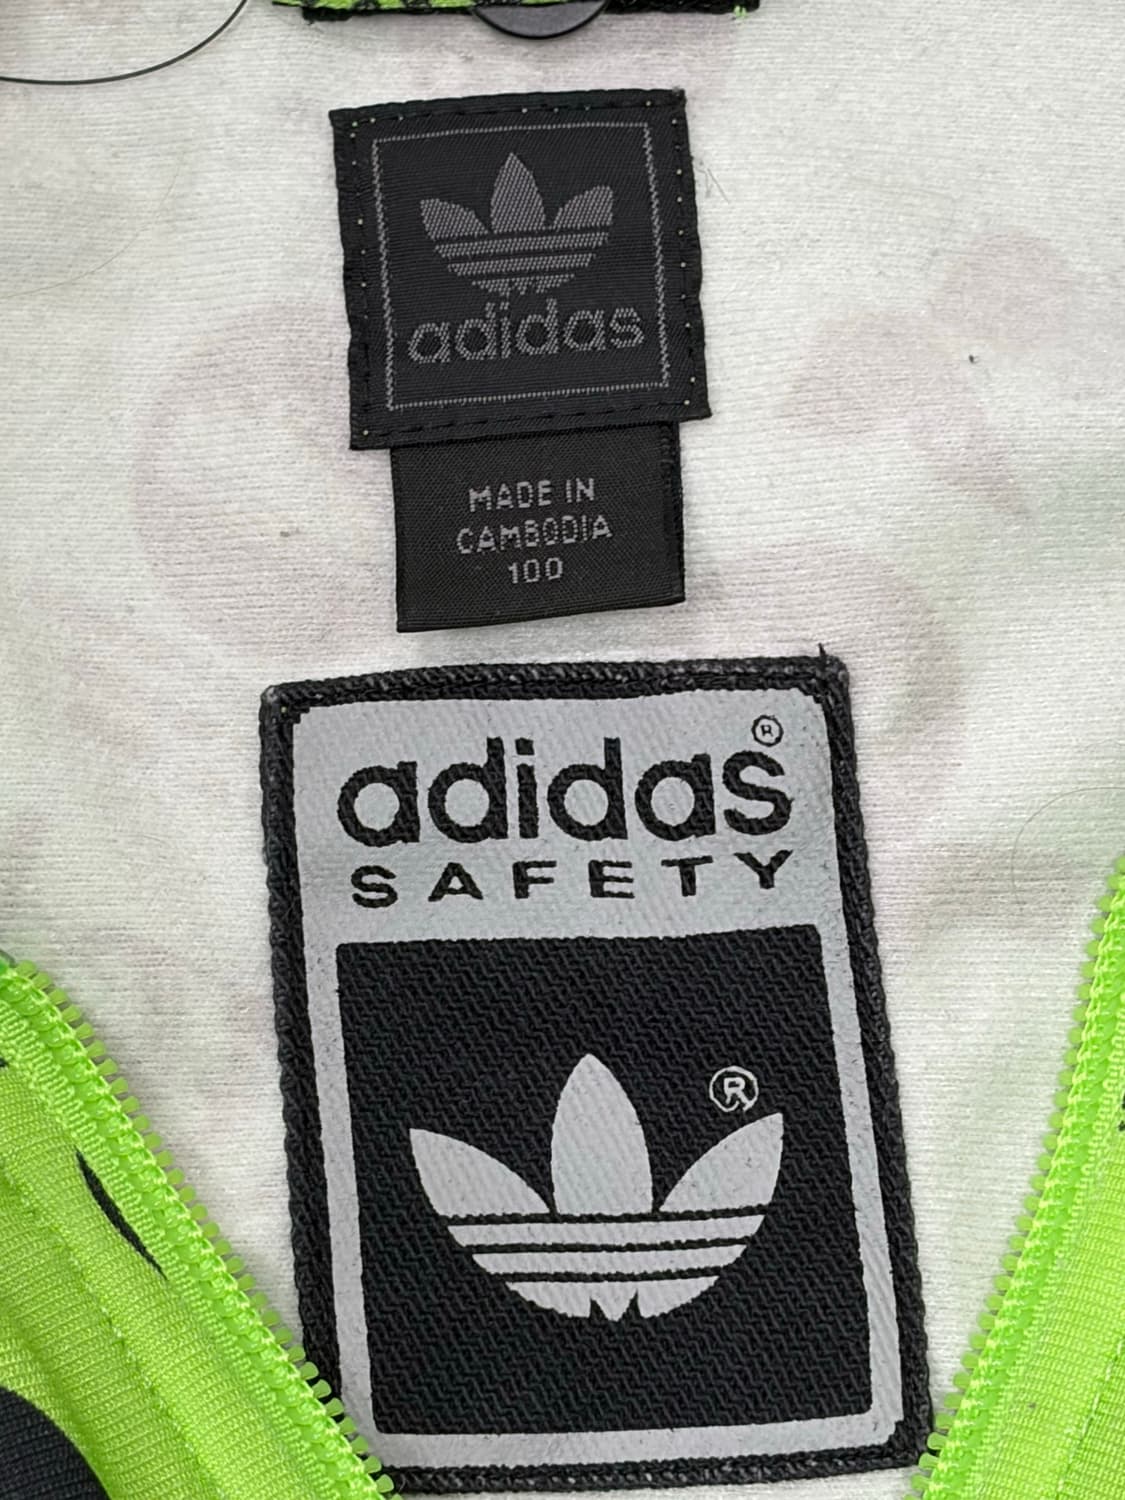 adidas
MADE IN
CAMBODIA
100
adidas®
SAFETY
®